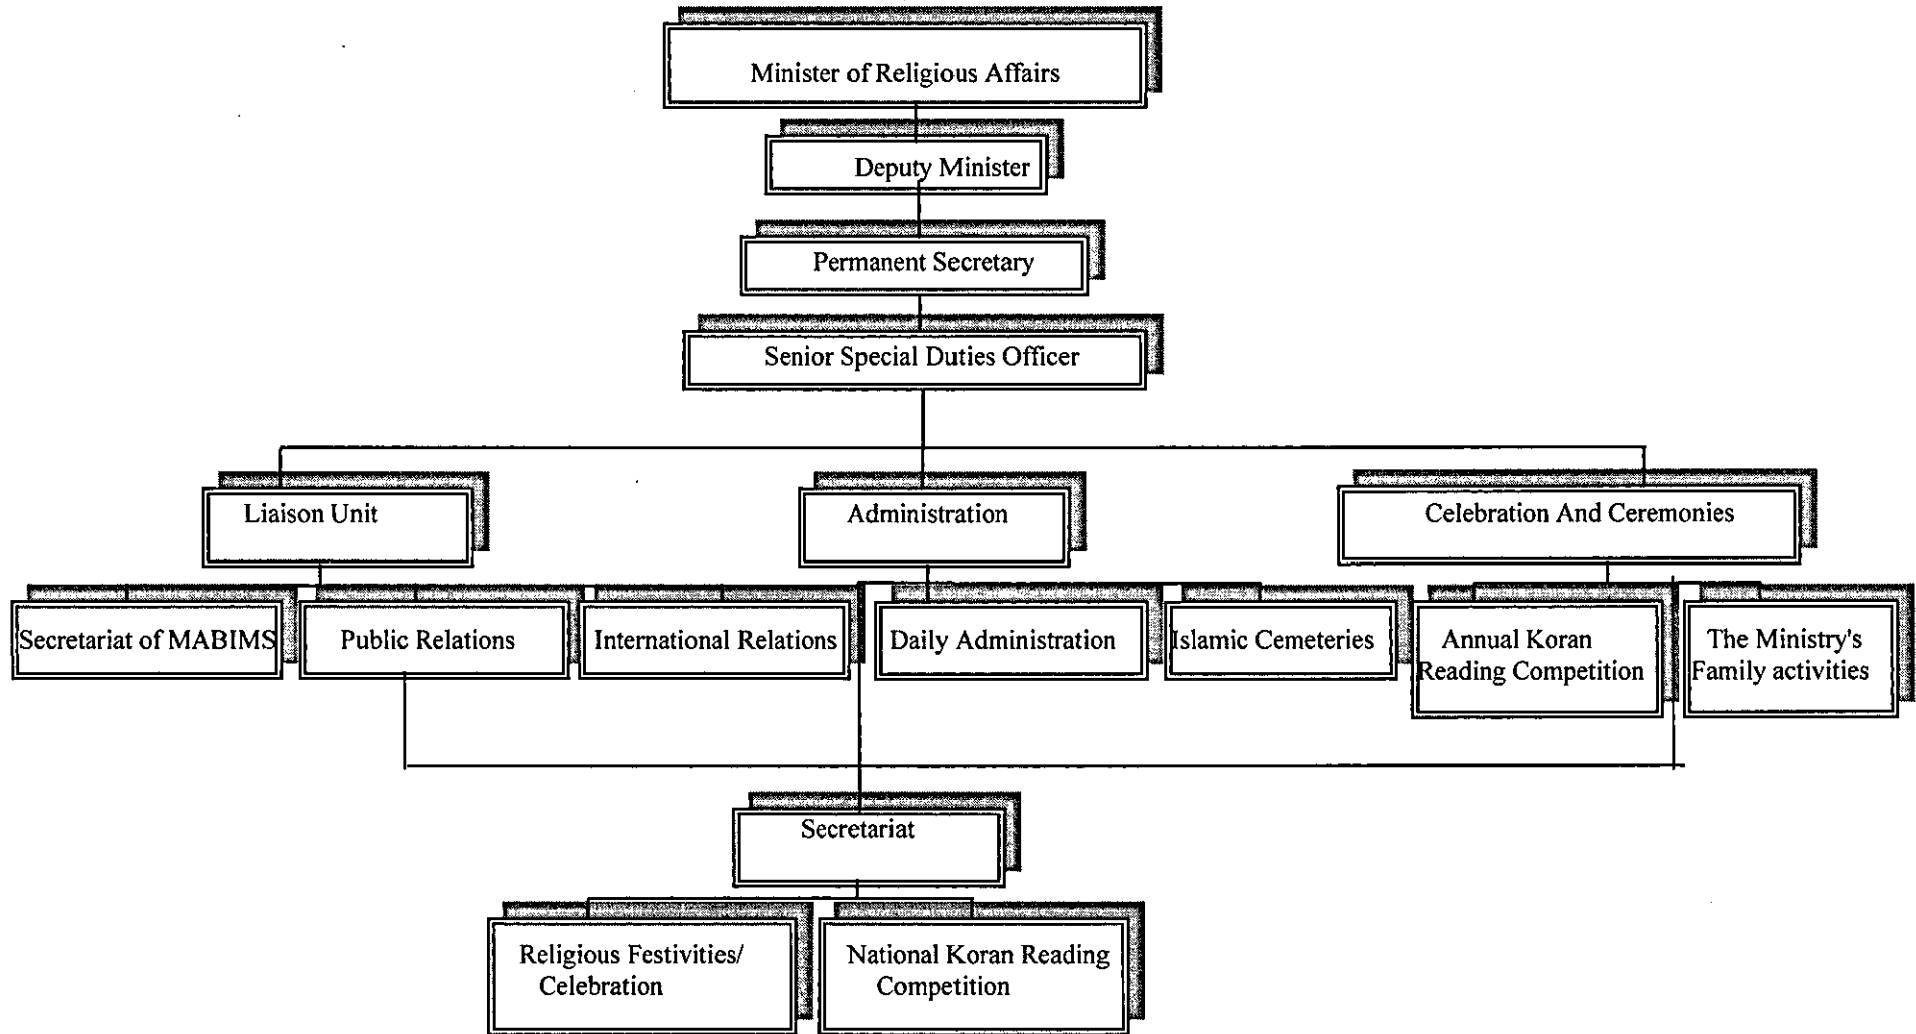 Minister of Religious Affairs
Deputy Minister
Permanent Secretary
Senior Special Duties Officer
Liaison Unit
Administration
Celebration And Ceremonies
Secretariat of MABIMS
Public Relations
International Relations
Daily Administration
Islamic Cemeteries
Annual Koran
Reading Competition
The Ministry's
Family activities
Secretariat
Religious Festivities/
Celebration
National Koran Reading
Competition